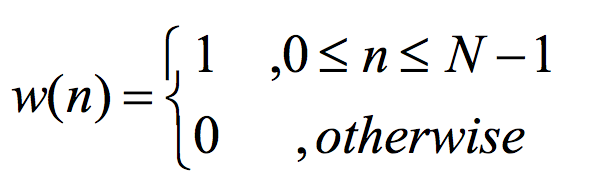 w(n) = { 1 ,0 ≤ n ≤ N − 1
0 ,otherwise